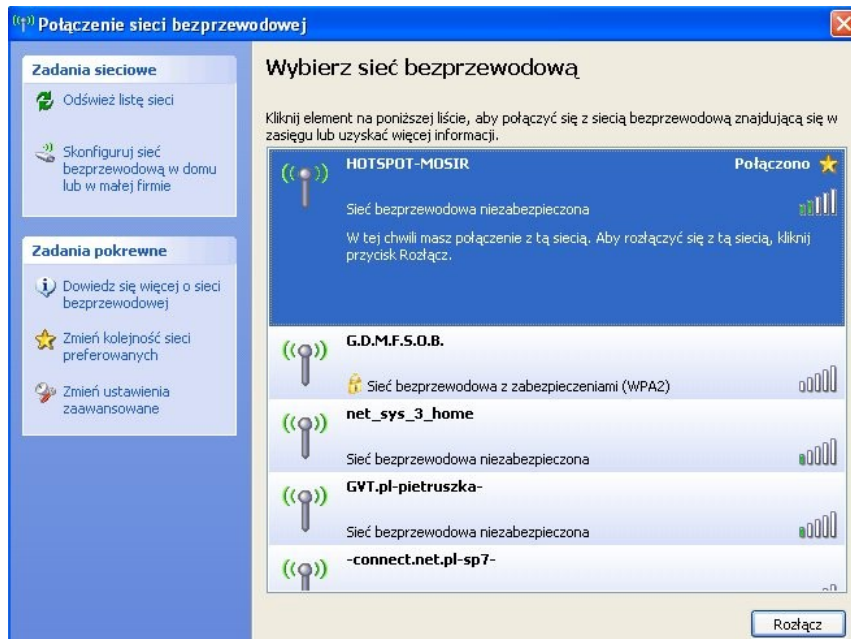 Połączenie sieci bezprzewodowej
Zadania sieciowe
Odśwież listę sieci
Skonfiguruj sieć
bezprzewodową w domu
lub w małej firmie
Zadania pokrewne
Dowiedz się więcej o sieci
bezprzewodowej
Zmień kolejność sieci
preferowanych
Zmień ustawienia
zaawansowane
Wybierz sieć bezprzewodową
Kliknij element na poniższej liście, aby połączyć się z siecią bezprzewodową znajdującą się w
zasięgu lub uzyskać więcej informacji.
HOTSPOT-MOSIR Połączono
Sieć bezprzewodowa niezabezpieczona
W tej chwili masz połączenie z tą siecią. Aby rozłączyć się z tą siecią, kliknij
przycisk Rozłącz.
G.D.M.F.S.O.B.
Sieć bezprzewodowa z zabezpieczeniami (WPA2)
net_sys_3_home
Sieć bezprzewodowa niezabezpieczona
GVT.pl-pietruszka-
Sieć bezprzewodowa niezabezpieczona
-connect.net.pl-sp7-
Rozłącz